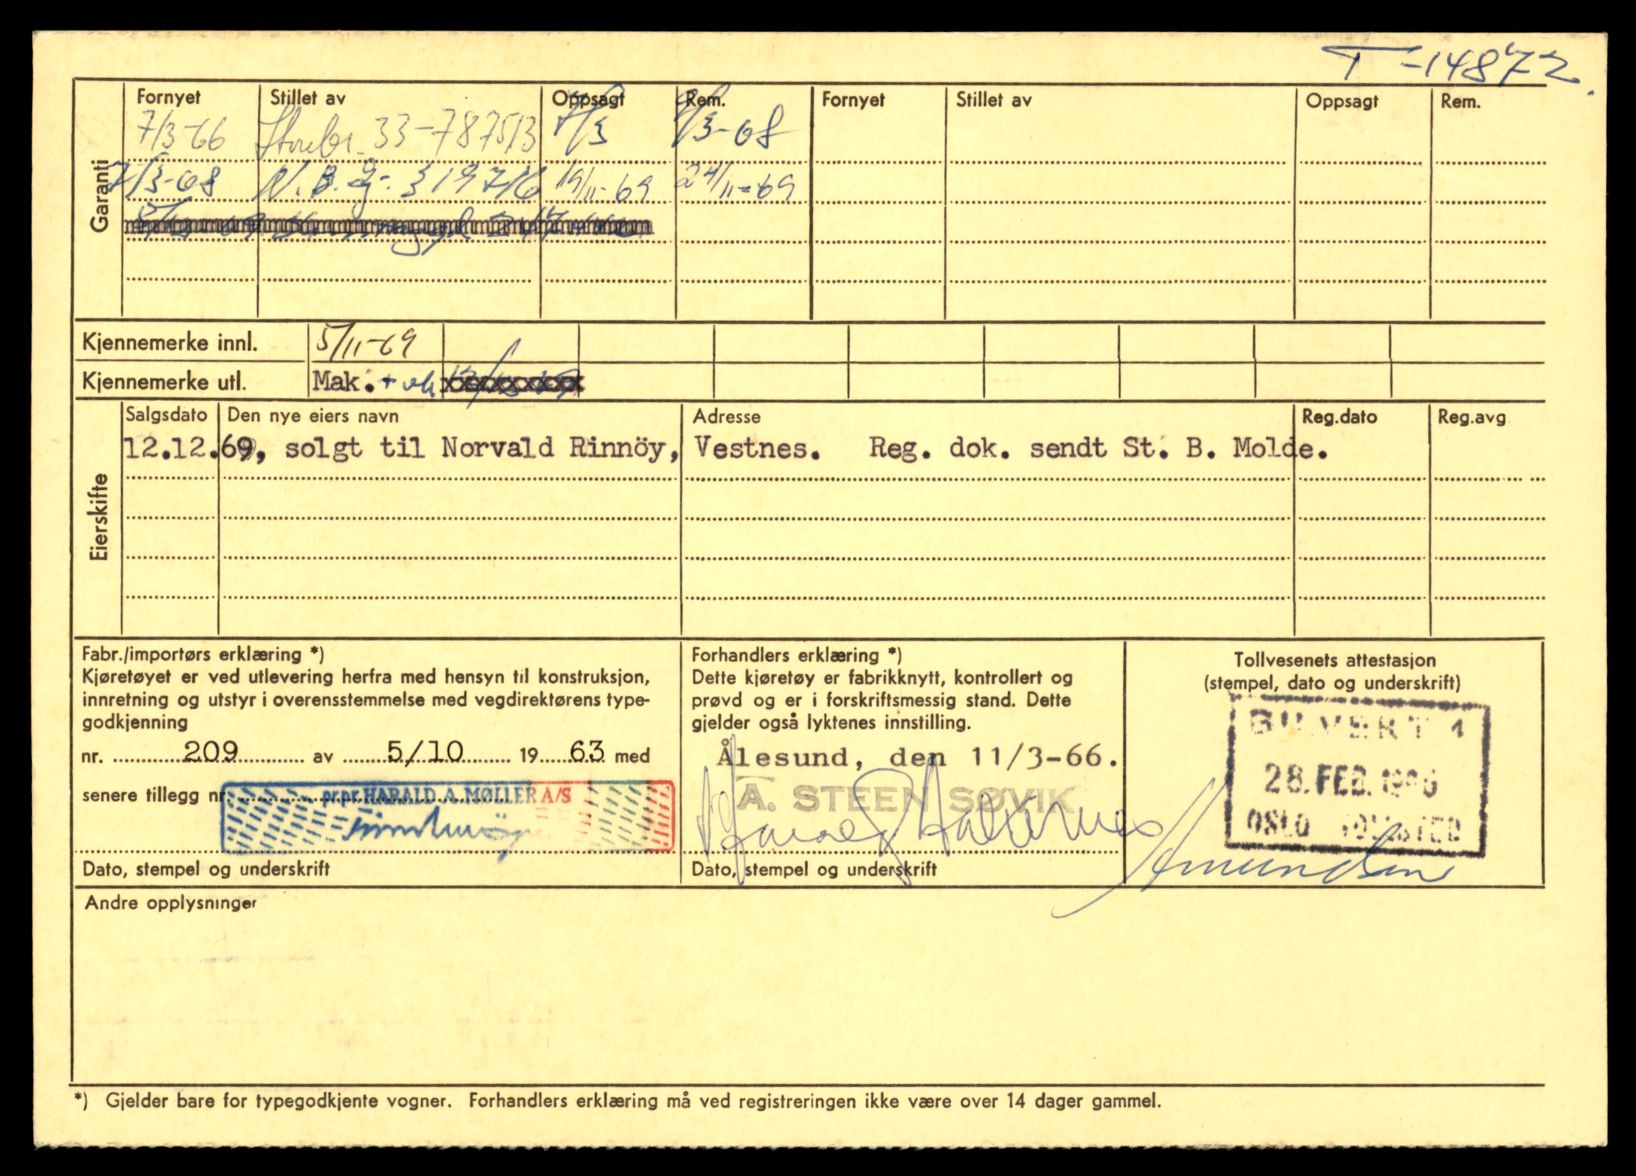 T-14872
Fornyet Stillet av Oppsagt Rem. Fornyet Stillet av Oppsagt Rem.
7/3-66 Storebr. 33-787513 7/3 9/3-68
7/3-68 N.B.G. 319716 19/11-69 24/11-69
Garanti
Kjennemerke innl. 5/11-69
Kjennemerke utl. Mak.
Salgsdato Den nye eiers navn Adresse Reg.dato Reg.avg
12.12.69, solgt til Norvald Rinnöy, Vestnes. Reg. dok. sendt St. B. Molde.
Eierskifte
Fabr./importørs erklæring *)
Kjøretøyet er ved utlevering herfra med hensyn til konstruksjon,
innretning og utstyr i overensstemmelse med vegdirektørens type-
godkjenning
nr. 209 av 5/10 19 63 med
senere tillegg nr.
pr.pr. HARALD A. MØLLER A/S
Dato, stempel og underskrift
Forhandlers erklæring *)
Dette kjøretøy er fabrikknytt, kontrollert og
prøvd og er i forskriftsmessig stand. Dette
gjelder også lyktenes innstilling.
Ålesund, den 11/3-66.
A. STEEN SØVIK
Dato, stempel og underskrift
Tollvesenets attestasjon
(stempel, dato og underskrift)
28. FEB. 1966
OSLO
Amundsen
Andre opplysninger
*) Gjelder bare for typegodkjente vogner. Forhandlers erklæring må ved registreringen ikke være over 14 dager gammel.